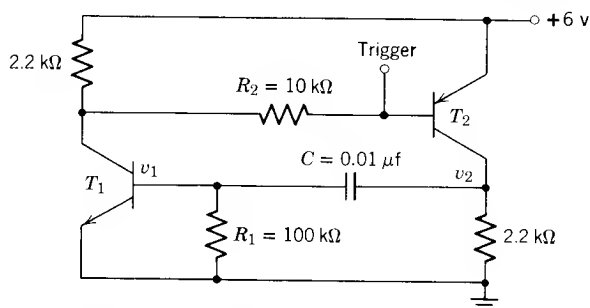 +6 v
2.2 kΩ
Trigger
R₂ = 10 kΩ
T₂
C = 0.01 μf
v₁
v₂
T₁
R₁ = 100 kΩ
2.2 kΩ